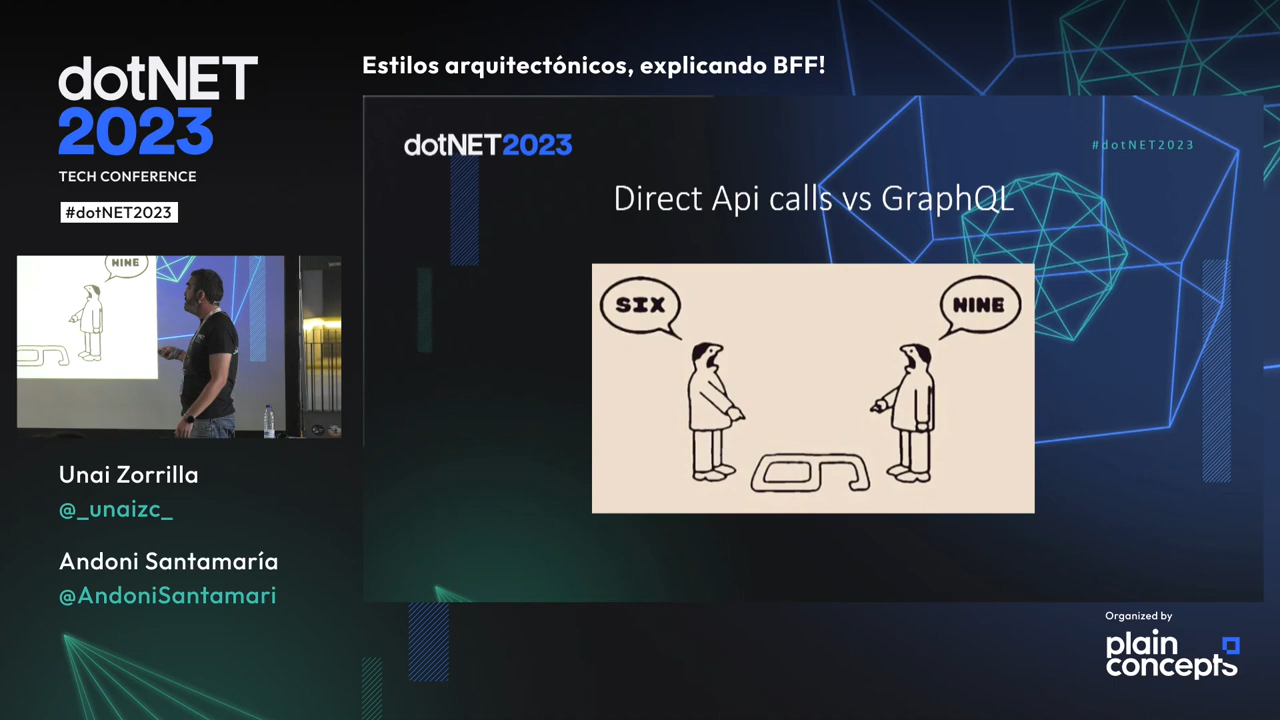 dotNET
2023
TECH CONFERENCE
#dotNET2023
Estilos arquitectónicos, explicando BFF!
dotNET2023
#dotNET2023
Direct Api calls vs GraphQL
SIX
NINE
NINE
Unai Zorrilla
@_unaizc_
Andoni Santamaría
@AndoniSantamari
Organized by
plain
concepts